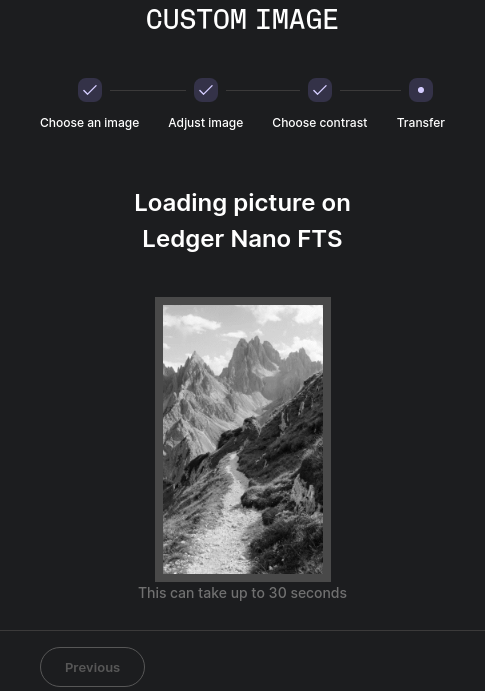 CUSTOM IMAGE
Choose an image
Adjust image
Choose contrast
Transfer
Loading picture on
Ledger Nano FTS
This can take up to 30 seconds
Previous